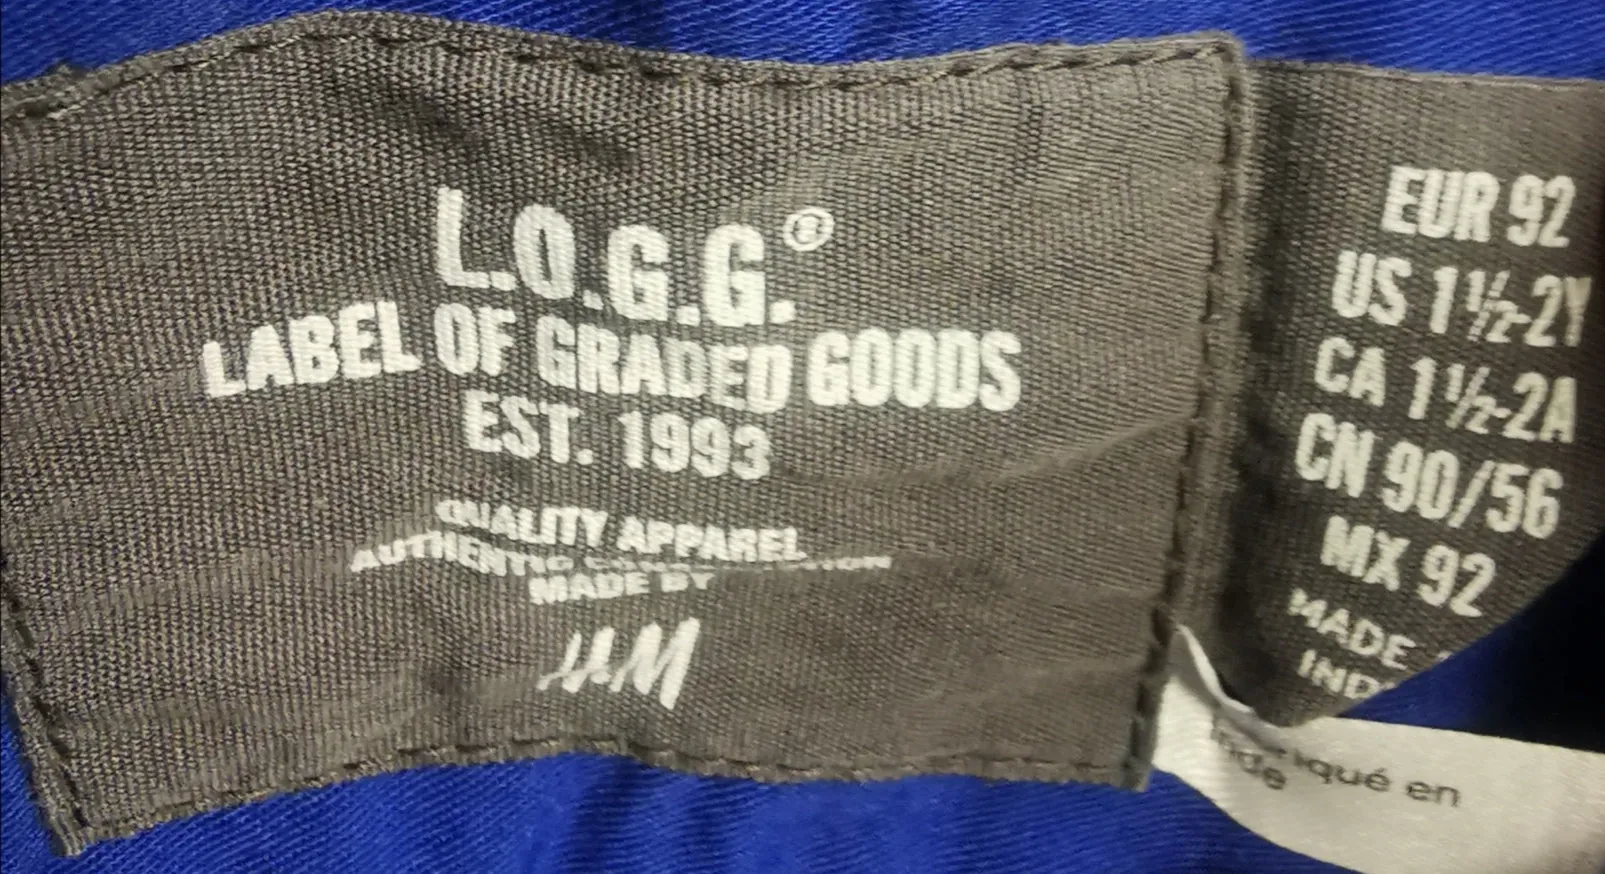 L.O.G.G.®
LABEL OF GRADED GOODS
EST. 1993
QUALITY APPAREL
AUTHENTIC
MADE BY
H&M
EUR 92
US 1½-2Y
CA 1½-2A
CN 90/56
MX 92
MADE
en